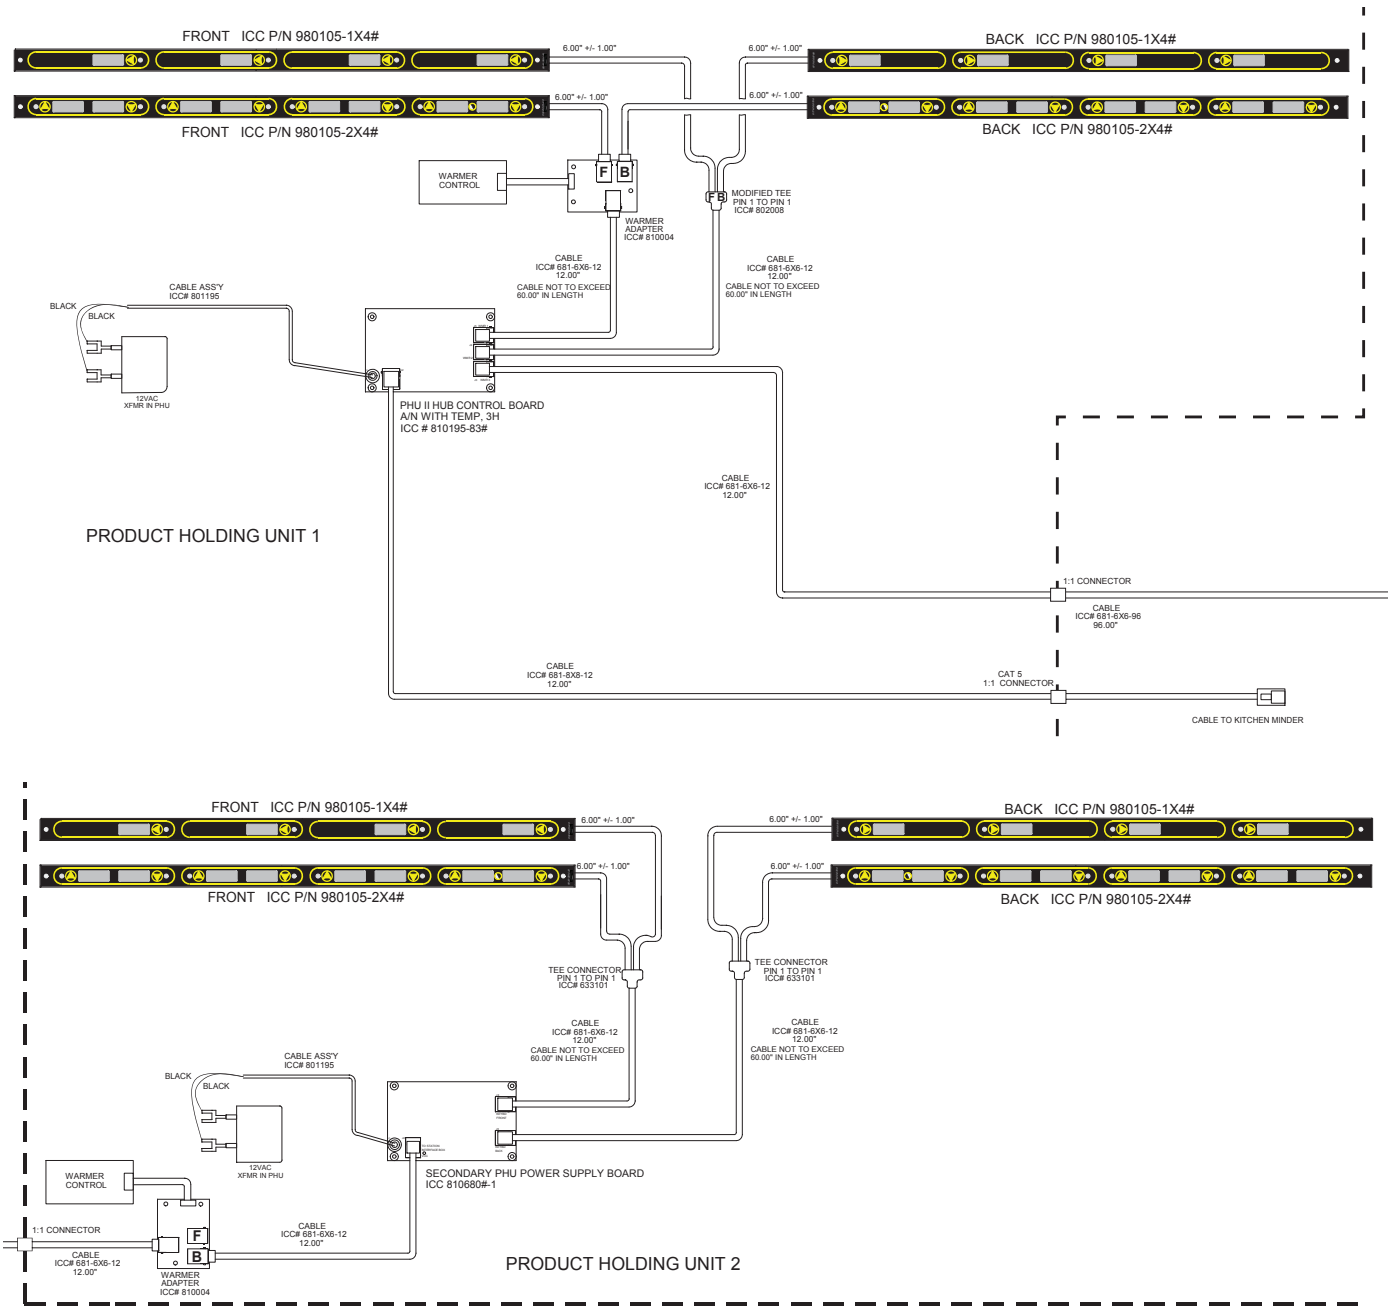 FRONT   ICC P/N 980105-1X4#
6.00" +/- 1.00"
6.00" +/- 1.00"
BACK   ICC P/N 980105-1X4#
6.00" +/- 1.00"
6.00" +/- 1.00"
FRONT   ICC P/N 980105-2X4#
BACK   ICC P/N 980105-2X4#
WARMER
CONTROL
F B
F B
MODIFIED TEE
PIN 1 TO PIN 1
ICC# 802008
WARMER
ADAPTER
ICC# 810004
CABLE
ICC# 681-6X6-12
12.00"
CABLE NOT TO EXCEED
60.00" IN LENGTH
CABLE
ICC# 681-6X6-12
12.00"
CABLE NOT TO EXCEED
60.00" IN LENGTH
CABLE ASS'Y
ICC# 801195
BLACK
BLACK
12VAC
XFMR IN PHU
PHU II HUB CONTROL BOARD
A/N WITH TEMP, 3H
ICC # 810195-83#
CABLE
ICC# 681-6X6-12
12.00"
PRODUCT HOLDING UNIT 1
1:1 CONNECTOR
CABLE
ICC# 681-6X6-96
96.00"
CABLE
ICC# 681-8X8-12
12.00"
CAT 5
1:1  CONNECTOR
CABLE TO KITCHEN MINDER
FRONT   ICC P/N 980105-1X4#
6.00" +/- 1.00"
6.00" +/- 1.00"
BACK   ICC P/N 980105-1X4#
6.00" +/- 1.00"
6.00" +/- 1.00"
FRONT   ICC P/N 980105-2X4#
BACK   ICC P/N 980105-2X4#
TEE CONNECTOR
PIN 1 TO PIN 1
ICC# 633101
TEE CONNECTOR
PIN 1 TO PIN 1
ICC# 633101
CABLE
ICC# 681-6X6-12
12.00"
CABLE NOT TO EXCEED
60.00" IN LENGTH
CABLE
ICC# 681-6X6-12
12.00"
CABLE NOT TO EXCEED
60.00" IN LENGTH
CABLE ASS'Y
ICC# 801195
BLACK
BLACK
12VAC
XFMR IN PHU
SECONDARY PHU POWER SUPPLY BOARD
ICC 810680#-1
WARMER
CONTROL
F
B
1:1 CONNECTOR
CABLE
ICC# 681-6X6-12
12.00"
CABLE
ICC# 681-6X6-12
12.00"
WARMER
ADAPTER
ICC# 810004
PRODUCT HOLDING UNIT 2